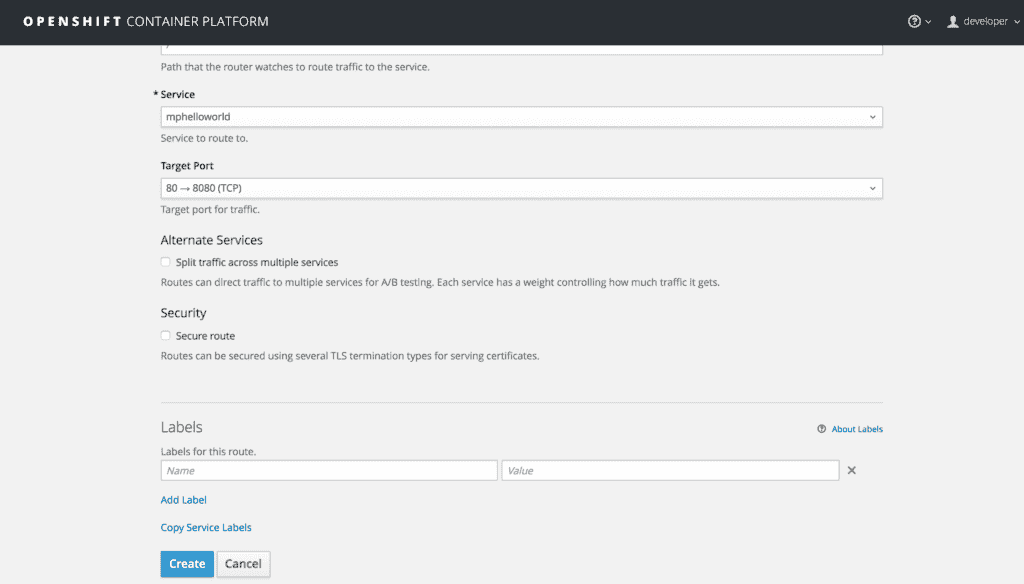 OPENSHIFT CONTAINER PLATFORM
developer
Path that the router watches to route traffic to the service.
* Service
mphelloworld
Service to route to.
Target Port
80 → 8080 (TCP)
Target port for traffic.
Alternate Services
Split traffic across multiple services
Routes can direct traffic to multiple services for A/B testing. Each service has a weight controlling how much traffic it gets.
Security
Secure route
Routes can be secured using several TLS termination types for serving certificates.
Labels
About Labels
Labels for this route.
Name
Value
Add Label
Copy Service Labels
Create
Cancel